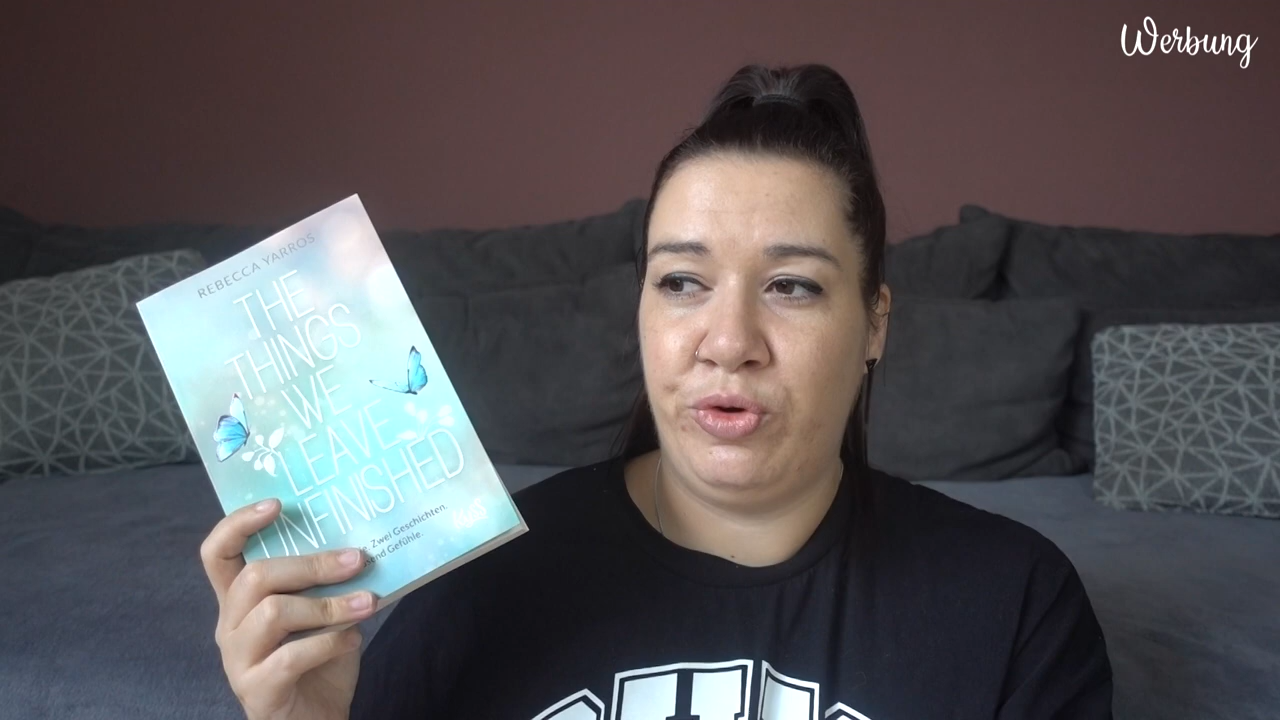 Werbung
REBECCA YARROS
THE
THINGS
WE
LEAVE
UNFINISHED
Zwei Geschichten.
Gefühle.